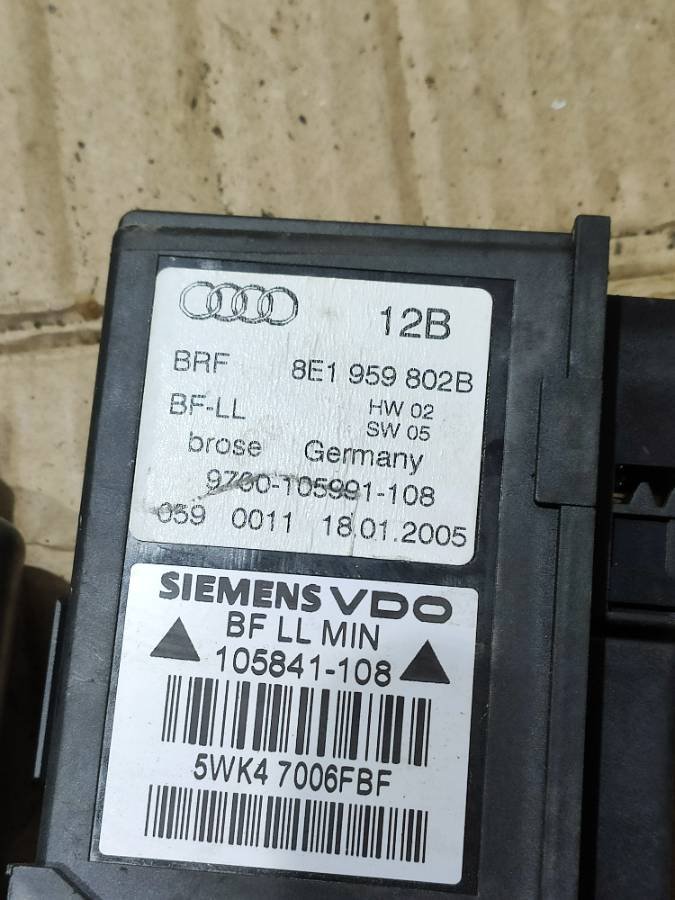 12B
BRF 8E1 959 802B
BF-LL HW 02
SW 05
brose Germany
9700-105991-108
059 0011 18.01.2005
SIEMENS VDO
BF LL MIN
105841-108
5WK4 7006FBF